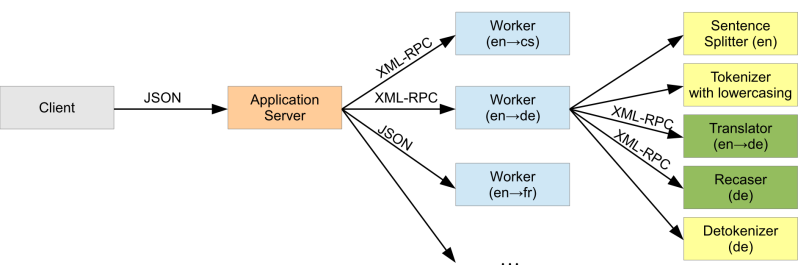 Client
JSON
Application
Server
XML-RPC
XML-RPC
JSON
Worker
(en→cs)
Worker
(en→de)
Worker
(en→fr)
...
XML-RPC
XML-RPC
Sentence
Splitter (en)
Tokenizer
with lowercasing
Translator
(en→de)
Recaser
(de)
Detokenizer
(de)